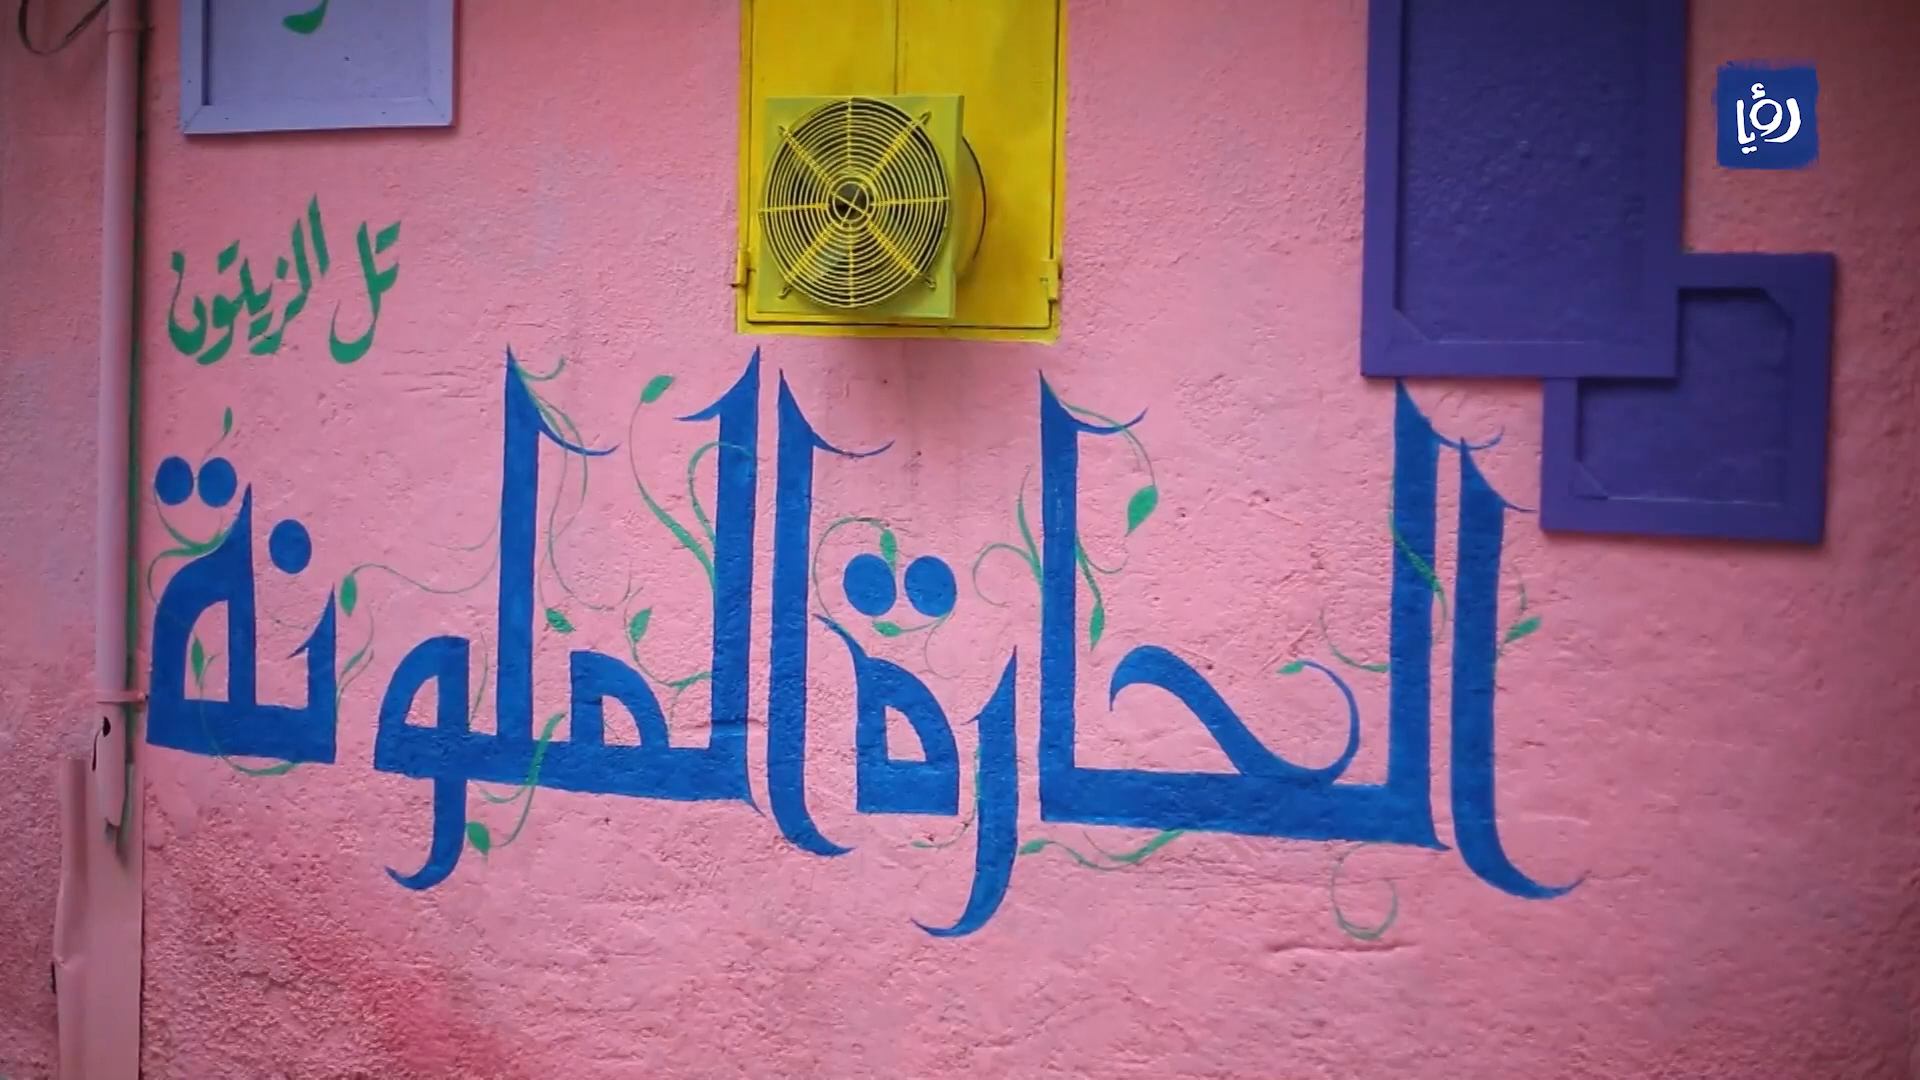 رؤيا
تل الزيتون
الحارة الملونة